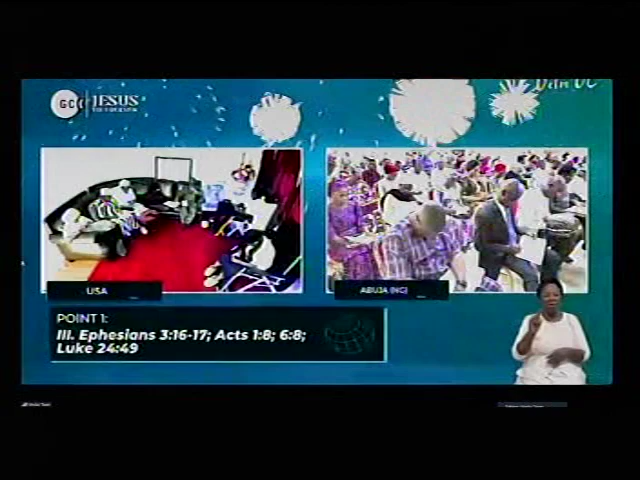 GC
JESUS
USA
ABUJA (NG)
POINT 1:
III. Ephesians 3:16-17; Acts 1:8; 6:8;
Luke 24:49